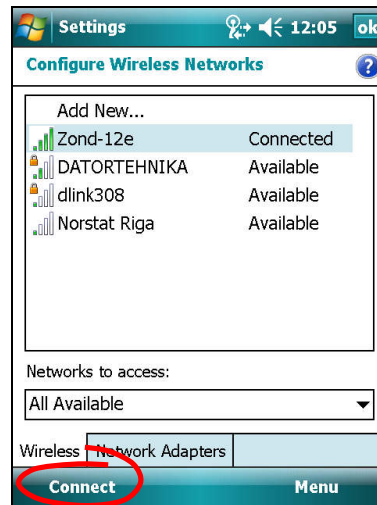 Settings 12:05 ok
Configure Wireless Networks ?
Add New...
Zond-12e Connected
DATORTEHNIKA Available
dlink308 Available
Norstat Riga Available
Networks to access:
All Available
Wireless Network Adapters
Connect Menu